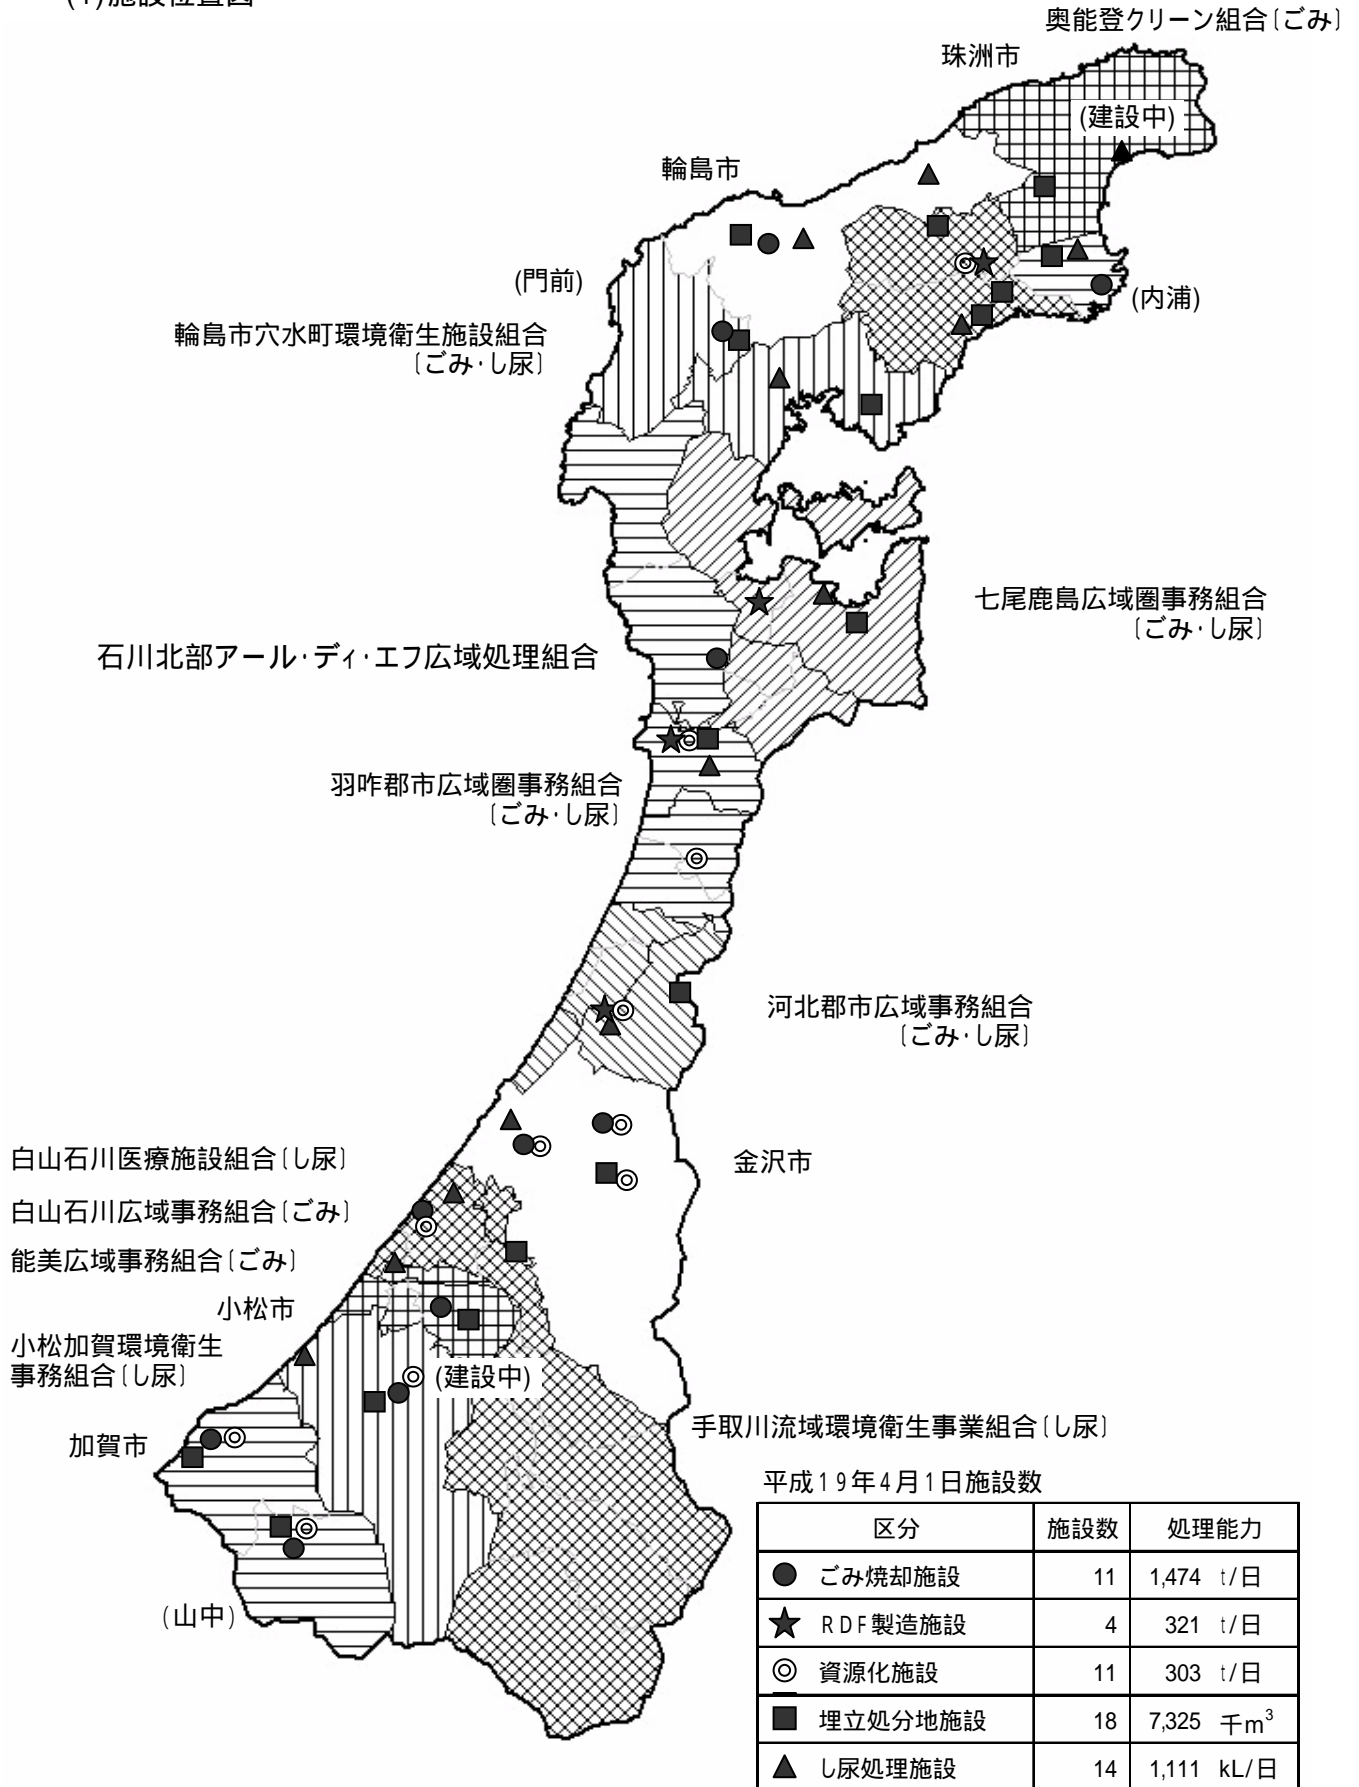 (1)施設位置図
奥能登クリーン組合〔ごみ〕
珠洲市
(建設中)
輪島市
(門前)
(内浦)
輪島市穴水町環境衛生施設組合
〔ごみ・し尿〕
七尾鹿島広域圏事務組合
〔ごみ・し尿〕
石川北部アール・ディ・エフ広域処理組合
羽咋郡市広域圏事務組合
〔ごみ・し尿〕
河北郡市広域事務組合
〔ごみ・し尿〕
白山石川医療施設組合〔し尿〕
金沢市
白山石川広域事務組合〔ごみ〕
能美広域事務組合〔ごみ〕
小松市
小松加賀環境衛生
事務組合〔し尿〕
(建設中)
加賀市
手取川流域環境衛生事業組合〔し尿〕
(山中)
平成19年4月1日施設数
区分 施設数 処理能力
● ごみ焼却施設 11 1,474 t/日
★ RDF製造施設 4 321 t/日
◎ 資源化施設 11 303 t/日
■ 埋立処分地施設 18 7,325 千m³
▲ し尿処理施設 14 1,111 kL/日